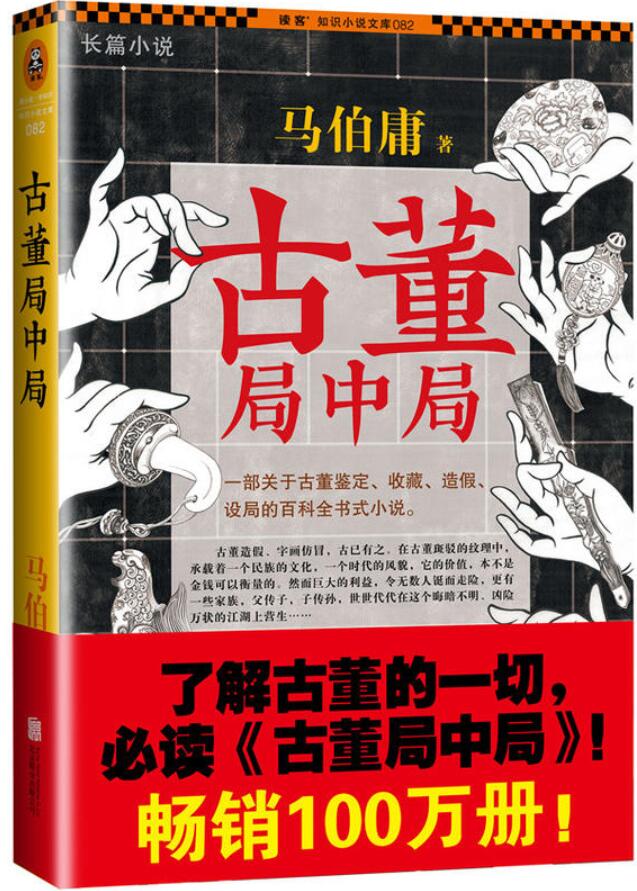 读客®知识小说文库082
长篇小说
马伯庸 著
古董
局中局
一部关于古董鉴定、收藏、造假、
设局的百科全书式小说。
古董造假、字画仿冒，古已有之。在古董斑驳的纹理中，
承载着一个民族的文化，一个时代的风貌，它的价值，本不是
金钱可以衡量的。然而巨大的利益，令无数人铤而走险，更有
一些家族，父传子，子传孙，世世代代在这个晦暗不明、凶险
万状的江湖上营生……
了解古董的一切，
必读《古董局中局》！
畅销100万册！
082
古董局中局
马伯